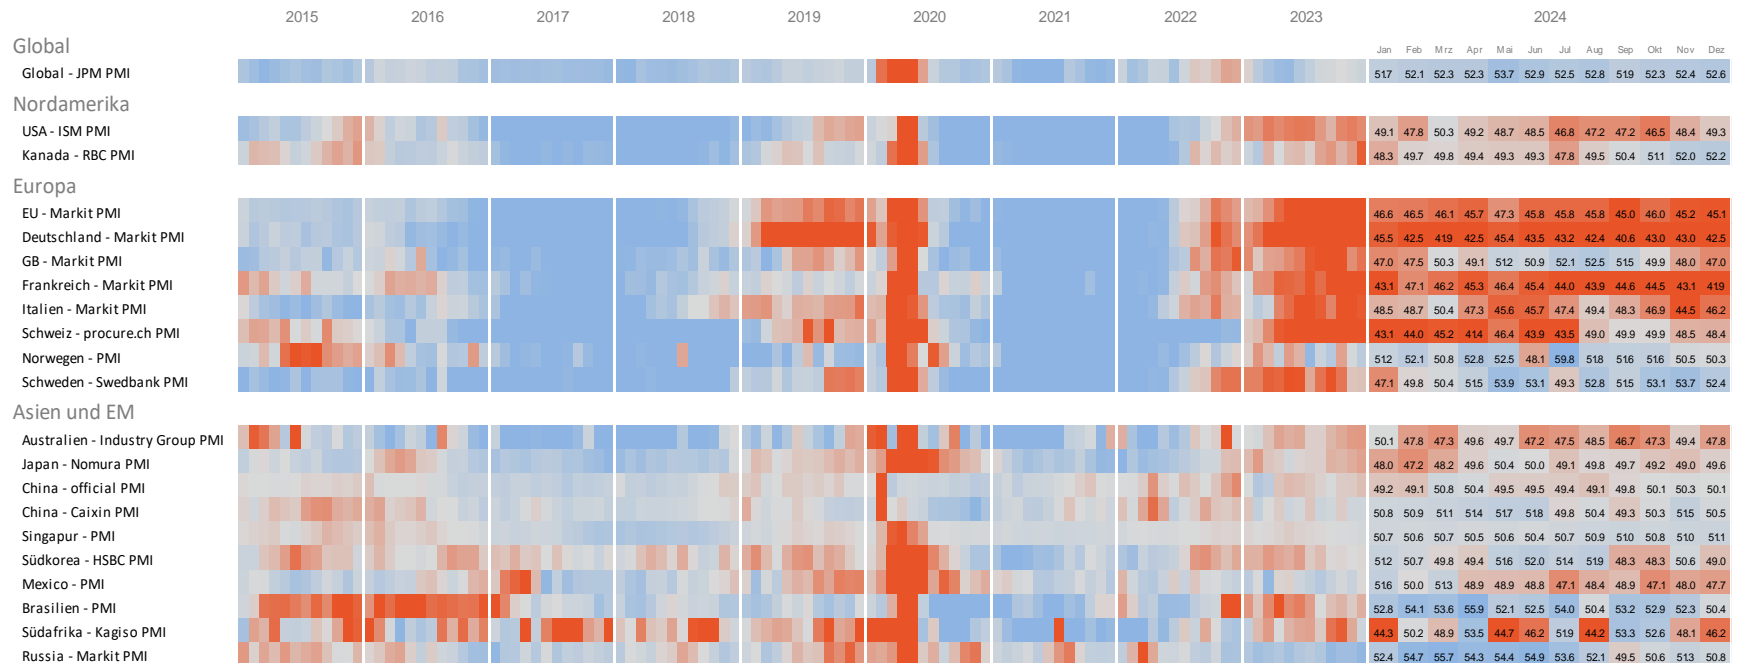 2015 2016 2017 2018 2019 2020 2021 2022 2023 2024
Global Jan Feb Mrz Apr Mai Jun Jul Aug Sep Okt Nov Dez
Global - JPM PMI 51.7 52.1 52.3 52.3 53.7 52.9 52.5 52.8 51.9 52.3 52.4 52.6
Nordamerika
USA - ISM PMI 49.1 47.8 50.3 49.2 48.7 48.5 46.8 47.2 47.2 46.5 48.4 49.3
Kanada - RBC PMI 48.3 49.7 49.8 49.4 49.3 49.3 47.8 49.5 50.4 51.1 52.0 52.2
Europa
EU - Markit PMI 46.6 46.5 46.1 45.7 47.3 45.8 45.8 45.8 45.0 46.0 45.2 45.1
Deutschland - Markit PMI 45.5 42.5 41.9 42.5 45.4 43.5 43.2 42.4 40.6 43.0 43.0 42.5
GB - Markit PMI 47.0 47.5 50.3 49.1 51.2 50.9 52.1 52.5 51.5 49.9 48.0 47.0
Frankreich - Markit PMI 43.1 47.1 46.2 45.3 46.4 45.4 44.0 43.9 44.6 44.5 43.1 41.9
Italien - Markit PMI 48.5 48.7 50.4 47.3 45.6 45.7 47.4 49.4 48.3 46.9 44.5 46.2
Schweiz - procure.ch PMI 43.1 44.0 45.2 41.4 46.4 43.9 43.5 49.0 49.9 49.9 48.5 48.4
Norwegen - PMI 51.2 52.1 50.8 52.8 52.5 48.1 59.8 51.8 51.6 51.6 50.5 50.3
Schweden - Swedbank PMI 47.1 49.8 50.4 51.5 53.9 53.1 49.3 52.8 51.5 53.1 53.7 52.4
Asien und EM
Australien - Industry Group PMI 50.1 47.8 47.3 49.6 49.7 47.2 47.5 48.5 46.7 47.3 49.4 47.8
Japan - Nomura PMI 48.0 47.2 48.2 49.6 50.4 50.0 49.1 49.8 49.7 49.2 49.0 49.6
China - official PMI 49.2 49.1 50.8 50.4 49.5 49.5 49.4 49.1 49.8 50.1 50.3 50.1
China - Caixin PMI 50.8 50.9 51.1 51.4 51.7 51.8 49.8 50.4 49.3 50.3 51.5 50.5
Singapur - PMI 50.7 50.6 50.7 50.5 50.6 50.4 50.7 50.9 51.0 50.8 51.0 51.1
Südkorea - HSBC PMI 51.2 50.7 49.8 49.4 51.6 52.0 51.4 51.9 48.3 48.3 50.6 49.0
Mexico - PMI 51.6 50.0 51.3 48.9 48.9 48.8 47.1 48.4 48.9 47.1 48.0 47.7
Brasilien - PMI 52.8 54.1 53.6 55.9 52.1 52.5 54.0 50.4 53.2 52.9 52.3 50.4
Südafrika - Kagiso PMI 44.3 50.2 48.9 53.5 44.7 46.2 51.9 44.2 53.3 52.6 48.1 46.2
Russia - Markit PMI 52.4 54.7 55.7 54.3 54.4 54.9 53.6 52.1 49.5 50.6 51.3 50.8